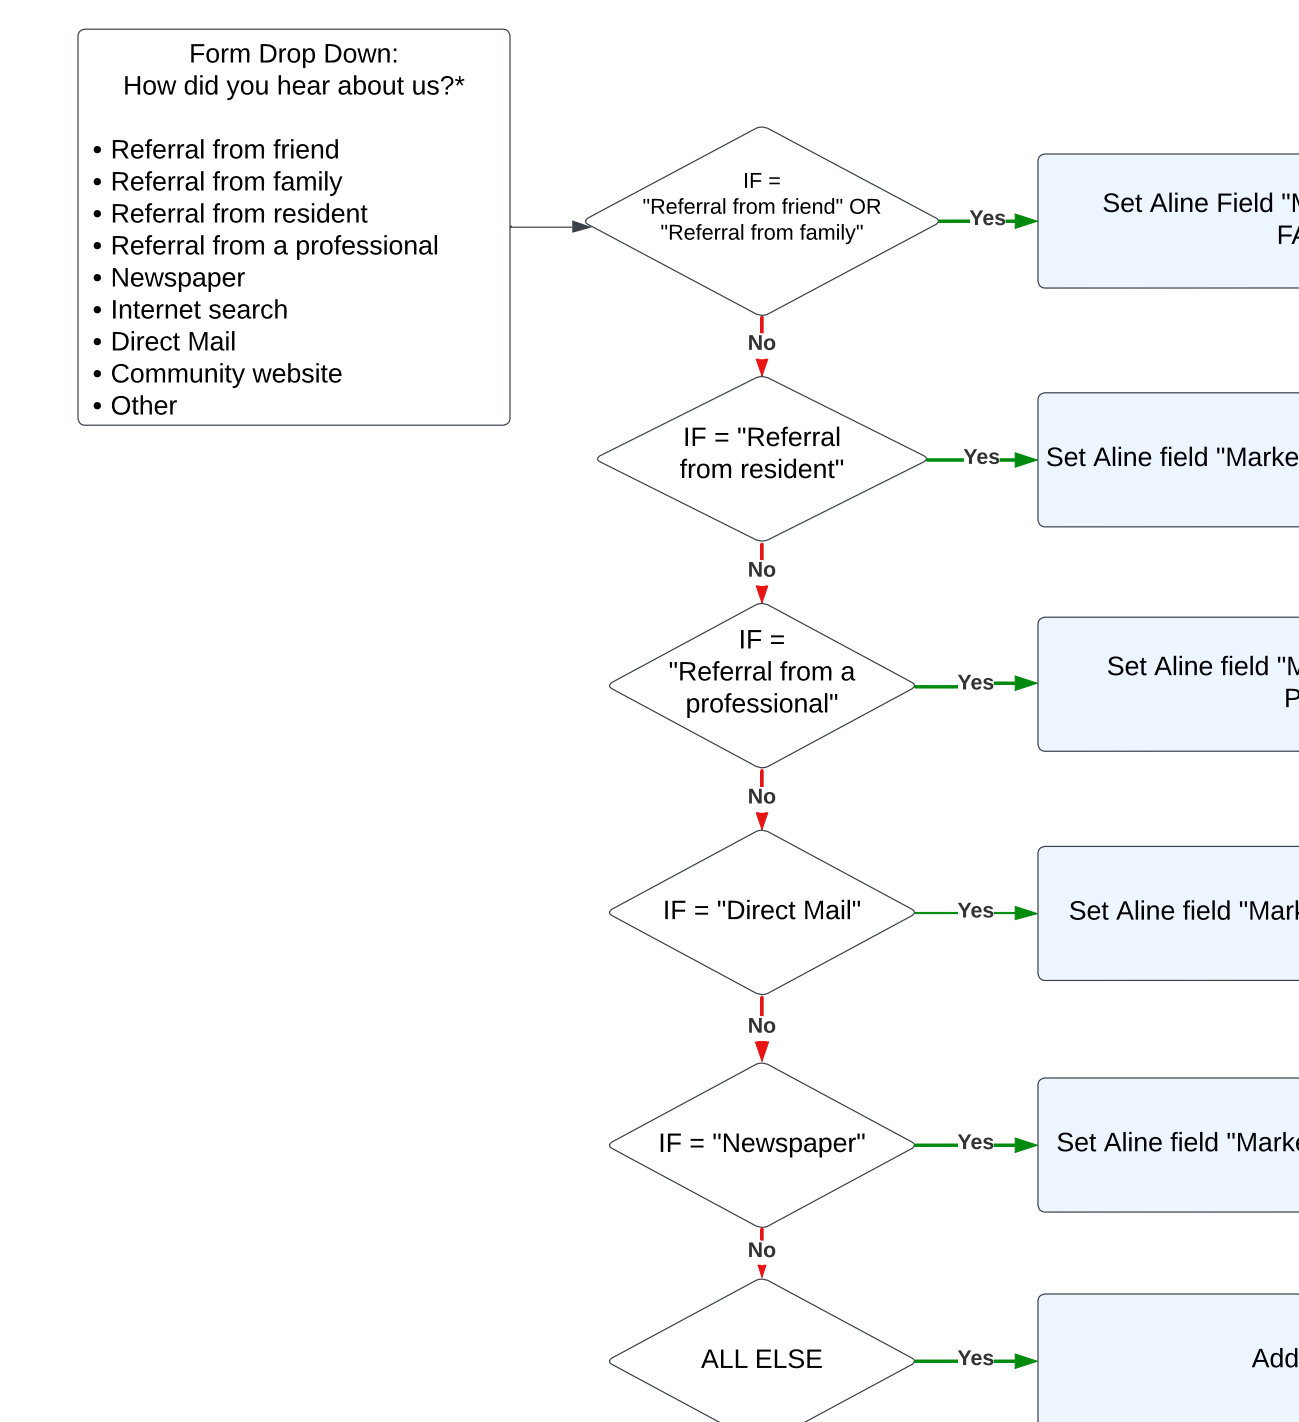 Form Drop Down:
How did you hear about us?*
• Referral from friend
• Referral from family
• Referral from resident
• Referral from a professional
• Newspaper
• Internet search
• Direct Mail
• Community website
• Other
IF =
"Referral from friend" OR
"Referral from family"
Yes
Set Aline Field "M
FA
No
IF = "Referral
from resident"
Yes
Set Aline field "Marke
No
IF =
"Referral from a
professional"
Yes
Set Aline field "M
P
No
IF = "Direct Mail"
Yes
Set Aline field "Mark
No
IF = "Newspaper"
Yes
Set Aline field "Marke
No
ALL ELSE
Yes
Add